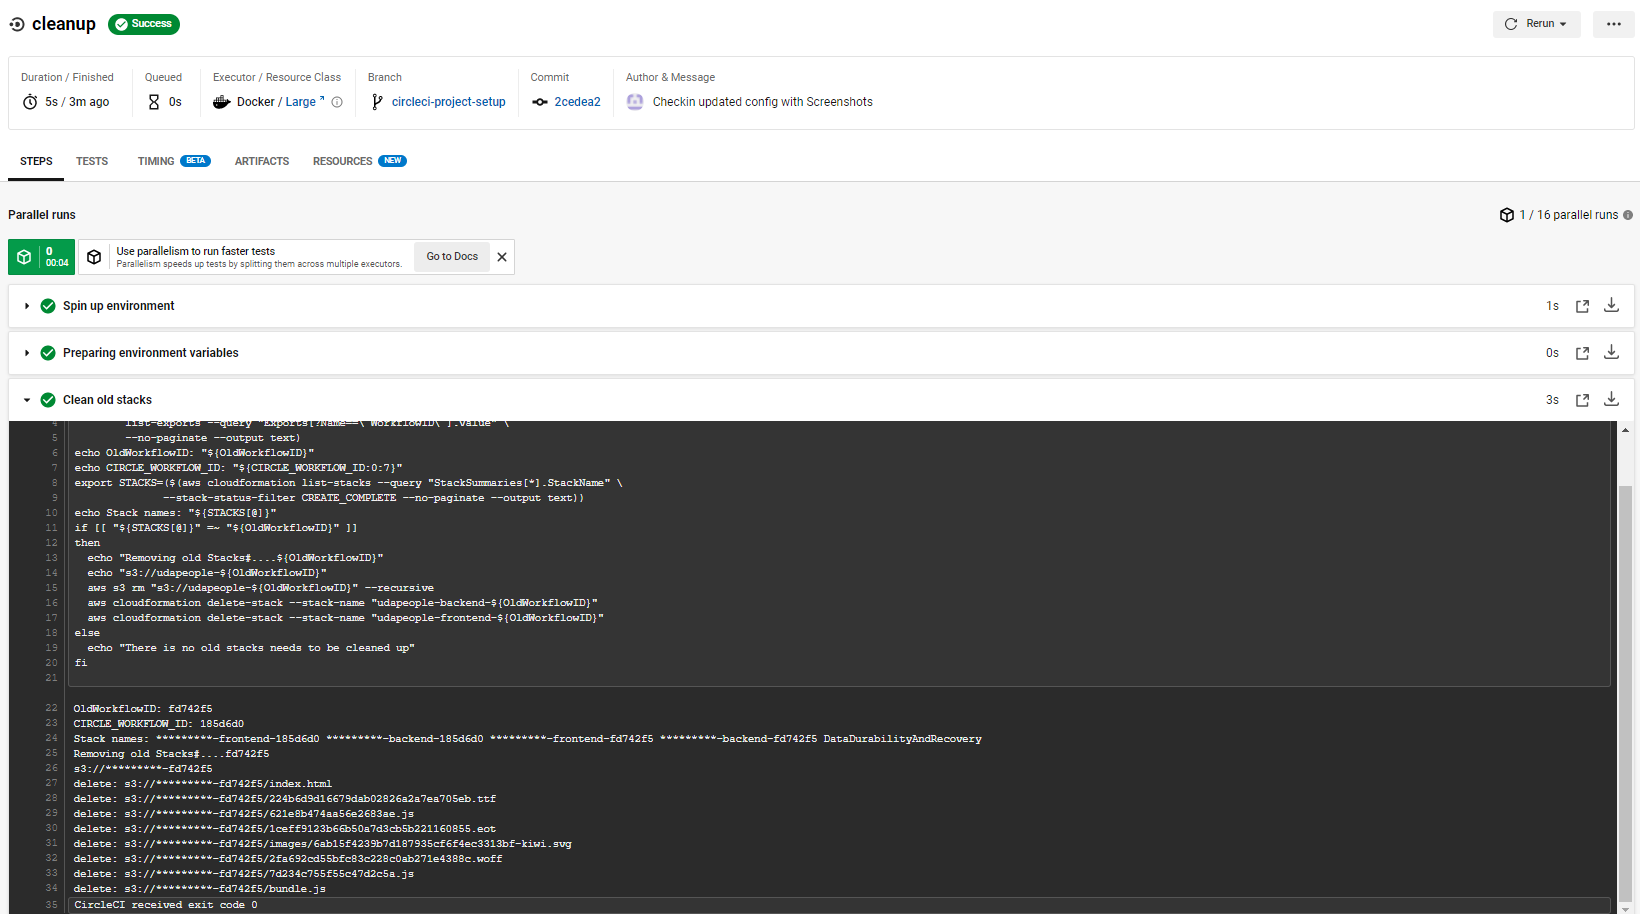 cleanup
Success
Rerun
Duration / Finished
Queued
Executor / Resource Class
Branch
Commit
Author & Message
5s / 3m ago
0s
Docker / Large
circleci-project-setup
2cedea2
Checkin updated config with Screenshots
STEPS
TESTS
TIMING BETA
ARTIFACTS
RESOURCES NEW
Parallel runs
1 / 16 parallel runs
0
00:04
Use parallelism to run faster tests
Parallelism speeds up tests by splitting them across multiple executors.
Go to Docs
Spin up environment
1s
Preparing environment variables
0s
Clean old stacks
3s
4 list-exports --query "Exports[?Name==\`WorkflowID\`].Value" \
5 --no-paginate --output text)
6 echo OldWorkflowID: "${OldWorkflowID}"
7 echo CIRCLE_WORKFLOW_ID: "${CIRCLE_WORKFLOW_ID:0:7}"
8 export STACKS=($(aws cloudformation list-stacks --query "StackSummaries[*].StackName" \
9 --stack-status-filter CREATE_COMPLETE --no-paginate --output text))
10 echo Stack names: "${STACKS[@]}"
11 if [[ "${STACKS[@]}" =~ "${OldWorkflowID}" ]]
12 then
13 echo "Removing old Stacks#....${OldWorkflowID}"
14 echo "s3://udapeople-${OldWorkflowID}"
15 aws s3 rm "s3://udapeople-${OldWorkflowID}" --recursive
16 aws cloudformation delete-stack --stack-name "udapeople-backend-${OldWorkflowID}"
17 aws cloudformation delete-stack --stack-name "udapeople-frontend-${OldWorkflowID}"
18 else
19 echo "There is no old stacks needs to be cleaned up"
20 fi
21
22 OldWorkflowID: fd742f5
23 CIRCLE_WORKFLOW_ID: 185d6d0
24 Stack names: *********-frontend-185d6d0 *********-backend-185d6d0 *********-frontend-fd742f5 *********-backend-fd742f5 DataDurabilityAndRecovery
25 Removing old Stacks#....fd742f5
26 s3://*********-fd742f5
27 delete: s3://*********-fd742f5/index.html
28 delete: s3://*********-fd742f5/224b6d9d16679dab02826a2a7ea705eb.ttf
29 delete: s3://*********-fd742f5/621e8b474aa56e2683ae.js
30 delete: s3://*********-fd742f5/1ceff9123b66b50a7d3cb5b221160855.eot
31 delete: s3://*********-fd742f5/images/6ab15f4239b7d187935cf6f4ec3313bf-kiwi.svg
32 delete: s3://*********-fd742f5/2fa692cd55bfc83c228c0ab271e4388c.woff
33 delete: s3://*********-fd742f5/7d234c755f55c47d2c5a.js
34 delete: s3://*********-fd742f5/bundle.js
35 CircleCI received exit code 0